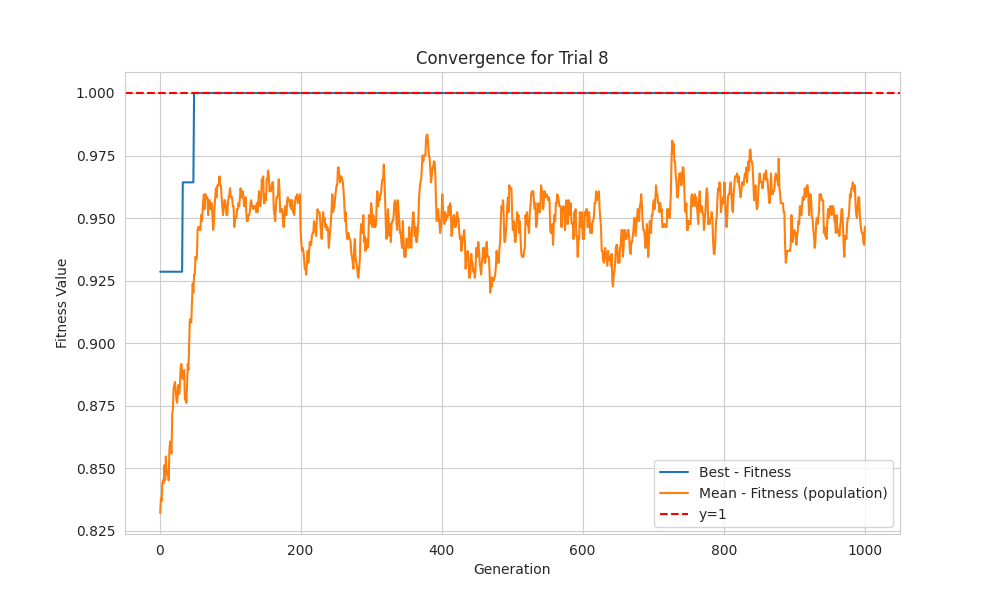 Convergence for Trial 8
Fitness Value
1.000
0.975
0.950
0.925
0.900
0.875
0.850
0.825
0 200 400 600 800 1000
Generation
Best - Fitness
Mean - Fitness (population)
y=1